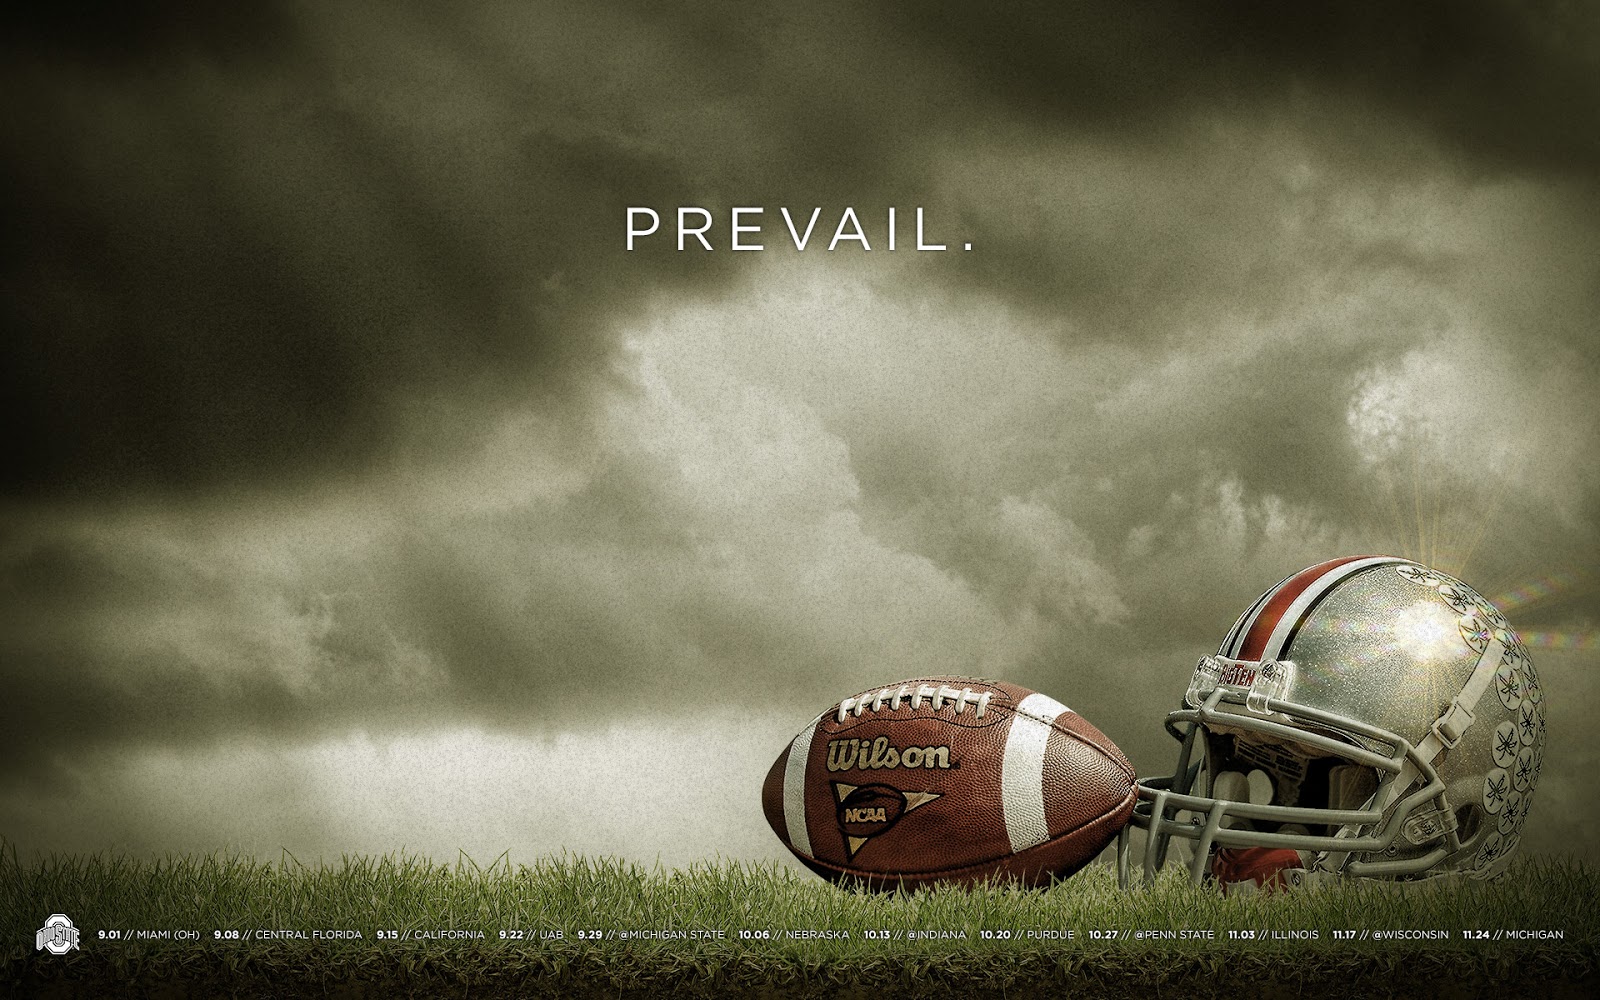 PREVAIL.
BIG TEN
Wilson
NCAA
OHIO STATE
9.01 // MIAMI (OH) 9.08 // CENTRAL FLORIDA 9.15 // CALIFORNIA 9.22 // UAB 9.29 // @MICHIGAN STATE 10.06 // NEBRASKA 10.13 // @INDIANA 10.20 // PURDUE 10.27 // @PENN STATE 11.03 // ILLINOIS 11.17 // @WISCONSIN 11.24 // MICHIGAN